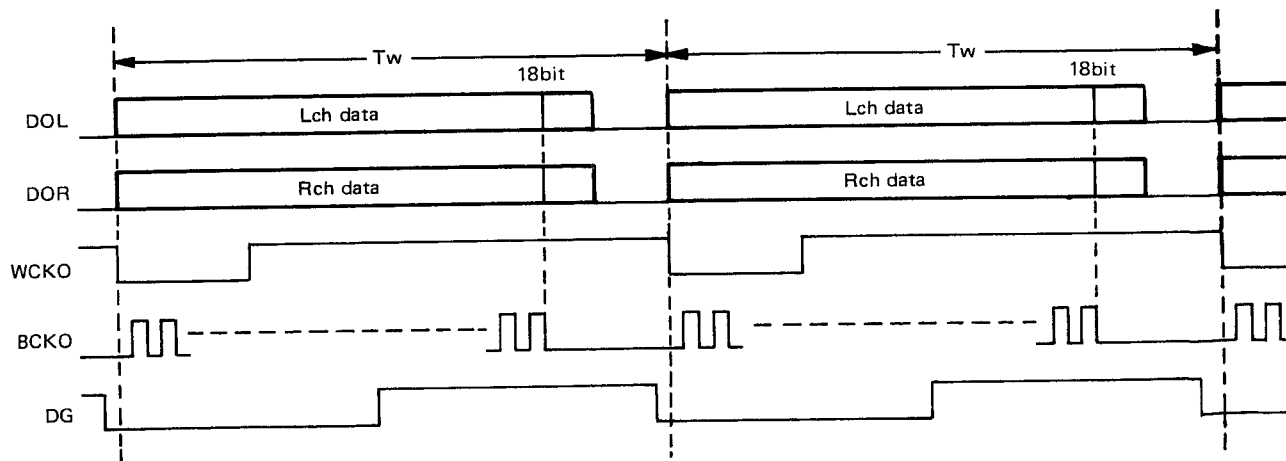 Tw Tw
18bit 18bit
DOL Lch data Lch data
DOR Rch data Rch data
WCKO
BCKO
DG